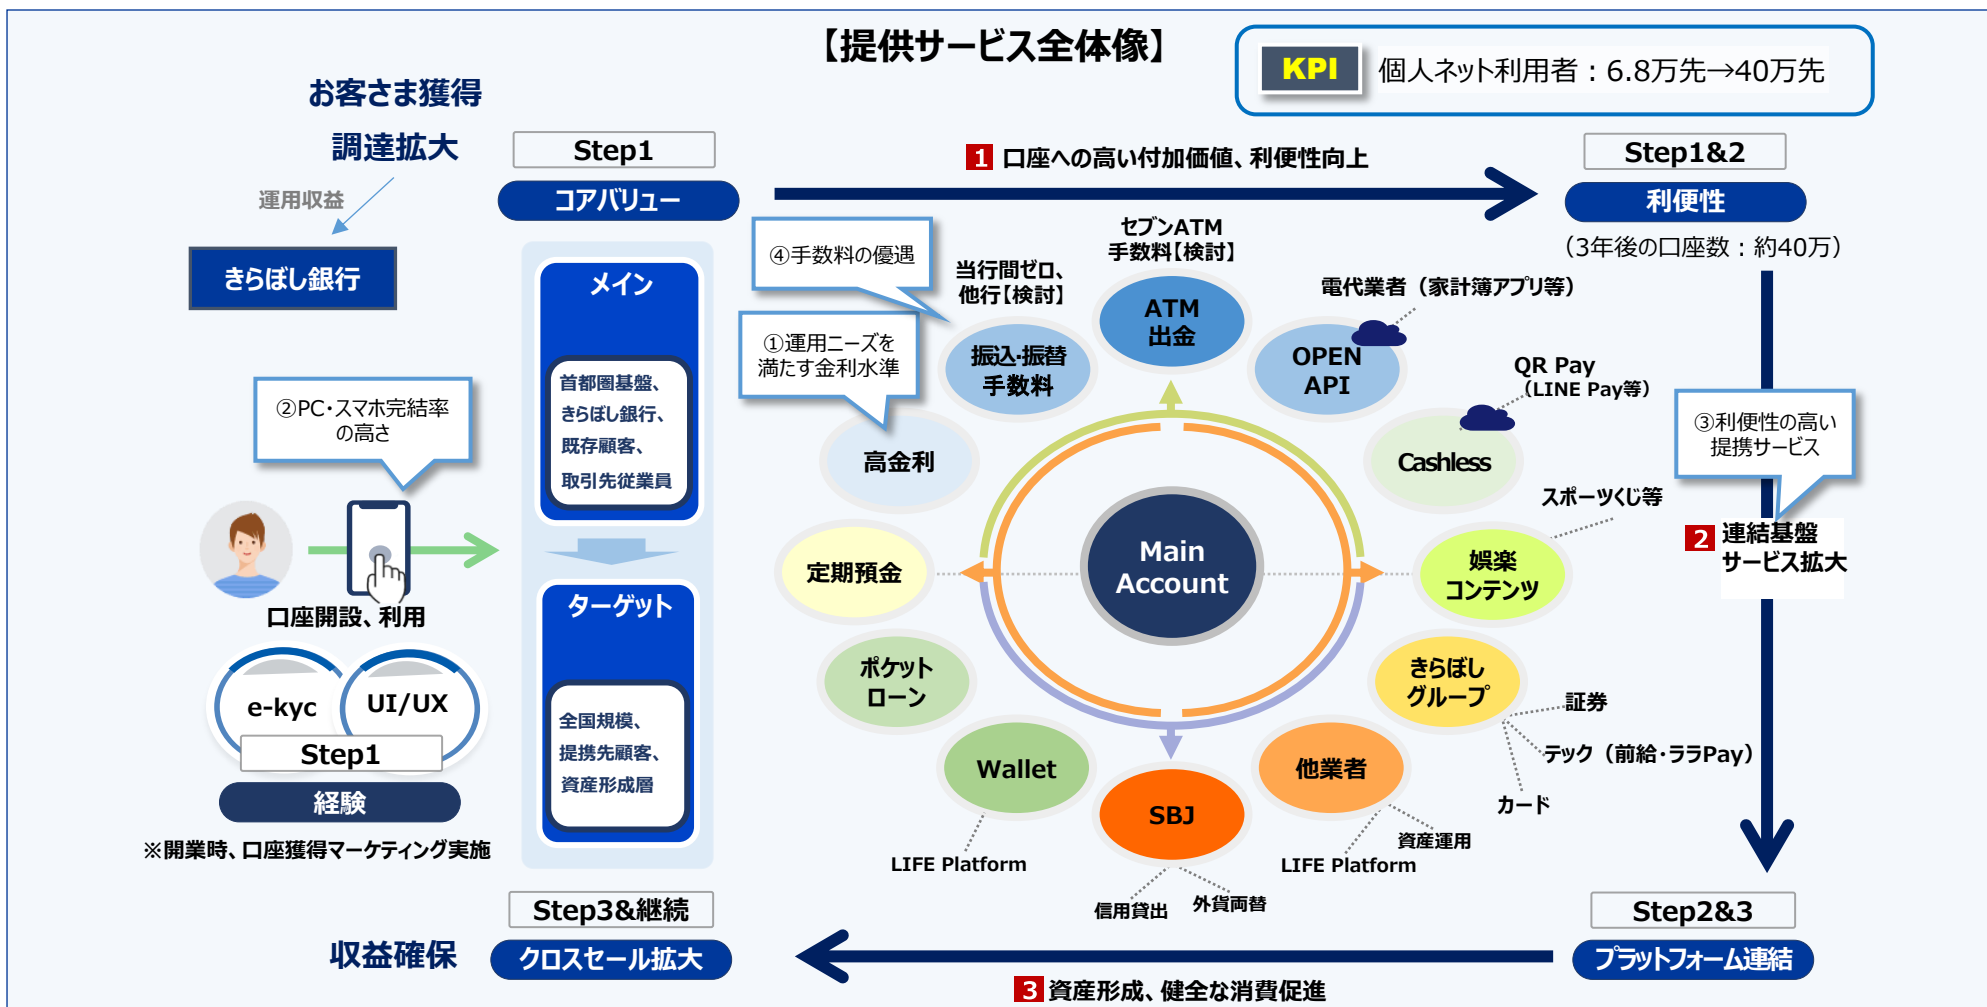 【提供サービス全体像】
KPI 個人ネット利用者：6.8万先→40万先
お客さま獲得
調達拡大
運用収益
きらぼし銀行
Step1
コアバリュー
1 口座への高い付加価値、利便性向上
Step1&2
利便性
（3年後の口座数：約40万）
メイン
首都圏基盤、
きらぼし銀行、
既存顧客、
取引先従業員
ターゲット
全国規模、
提携先顧客、
資産形成層
②PC・スマホ完結率
の高さ
口座開設、利用
e-kyc
UI/UX
Step1
経験
※開業時、口座獲得マーケティング実施
④手数料の優遇
①運用ニーズを
満たす金利水準
当行間ゼロ、
他行【検討】
セブンATM
手数料【検討】
電代業者（家計簿アプリ等）
QR Pay
（LINE Pay等）
スポーツくじ等
③利便性の高い
提携サービス
2 連結基盤
サービス拡大
Main
Account
ATM
出金
OPEN
API
Cashless
娯楽
コンテンツ
きらぼし
グループ
証券
テック（前給・ララPay）
カード
他業者
資産運用
LIFE Platform
SBJ
信用貸出
外貨両替
Wallet
LIFE Platform
ポケット
ローン
定期預金
高金利
振込・振替
手数料
Step2&3
プラットフォーム連結
3 資産形成、健全な消費促進
Step3&継続
クロスセール拡大
収益確保